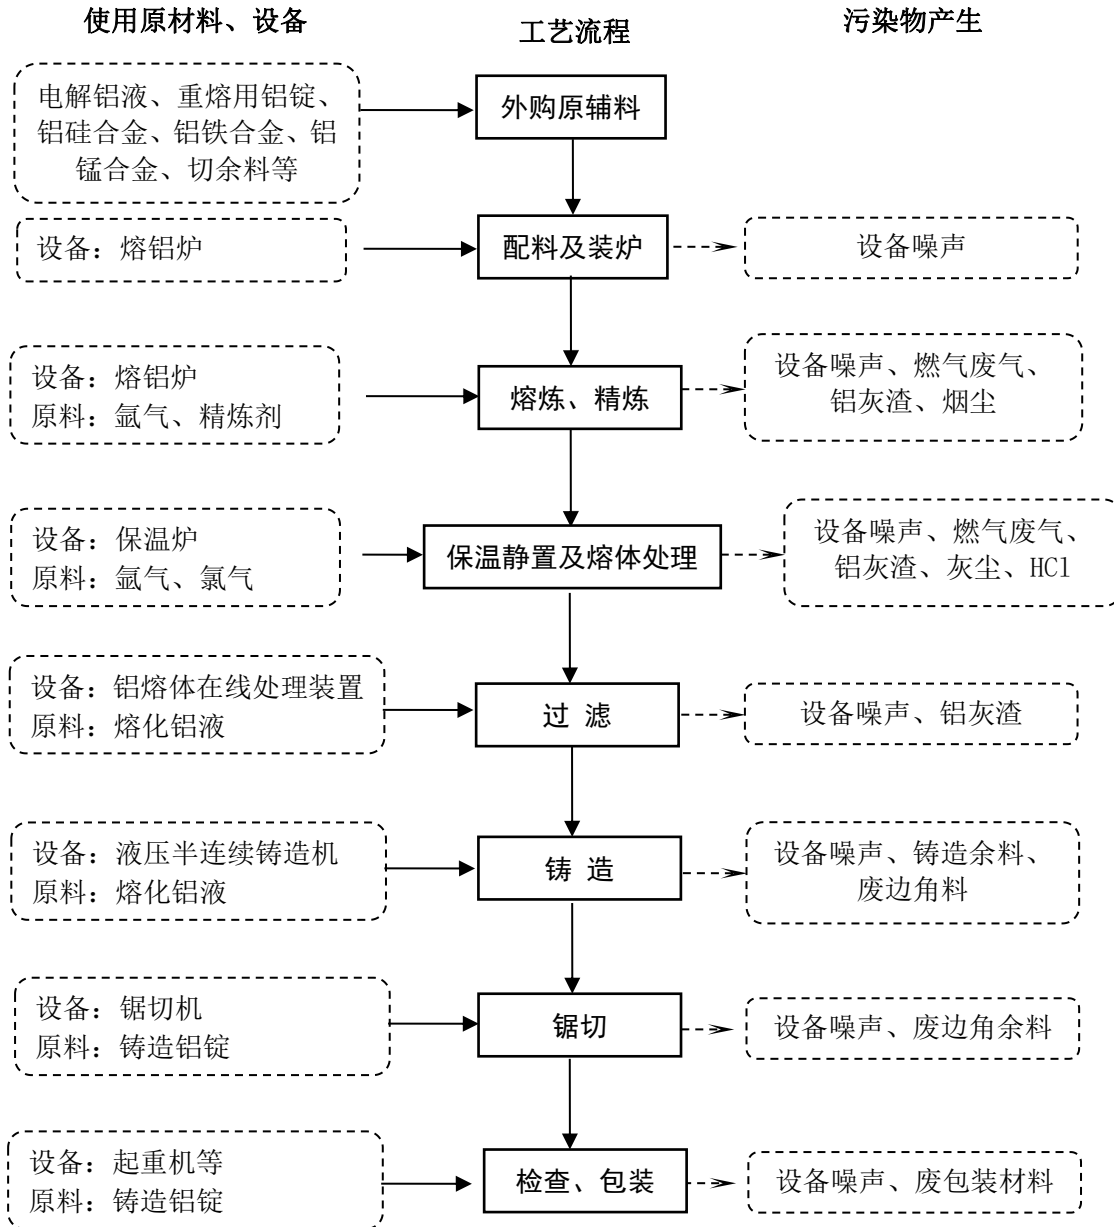 使用原材料、设备
工艺流程
污染物产生
电解铝液、重熔用铝锭、
铝硅合金、铝铁合金、铝
锰合金、切余料等
外购原辅料
设备：熔铝炉
配料及装炉
设备噪声
设备：熔铝炉
原料：氩气、精炼剂
熔炼、精炼
设备噪声、燃气废气、
铝灰渣、烟尘
设备：保温炉
原料：氩气、氯气
保温静置及熔体处理
设备噪声、燃气废气、
铝灰渣、灰尘、HCl
设备：铝熔体在线处理装置
原料：熔化铝液
过 滤
设备噪声、铝灰渣
设备：液压半连续铸造机
原料：熔化铝液
铸 造
设备噪声、铸造余料、
废边角料
设备：锯切机
原料：铸造铝锭
锯切
设备噪声、废边角余料
设备：起重机等
原料：铸造铝锭
检查、包装
设备噪声、废包装材料